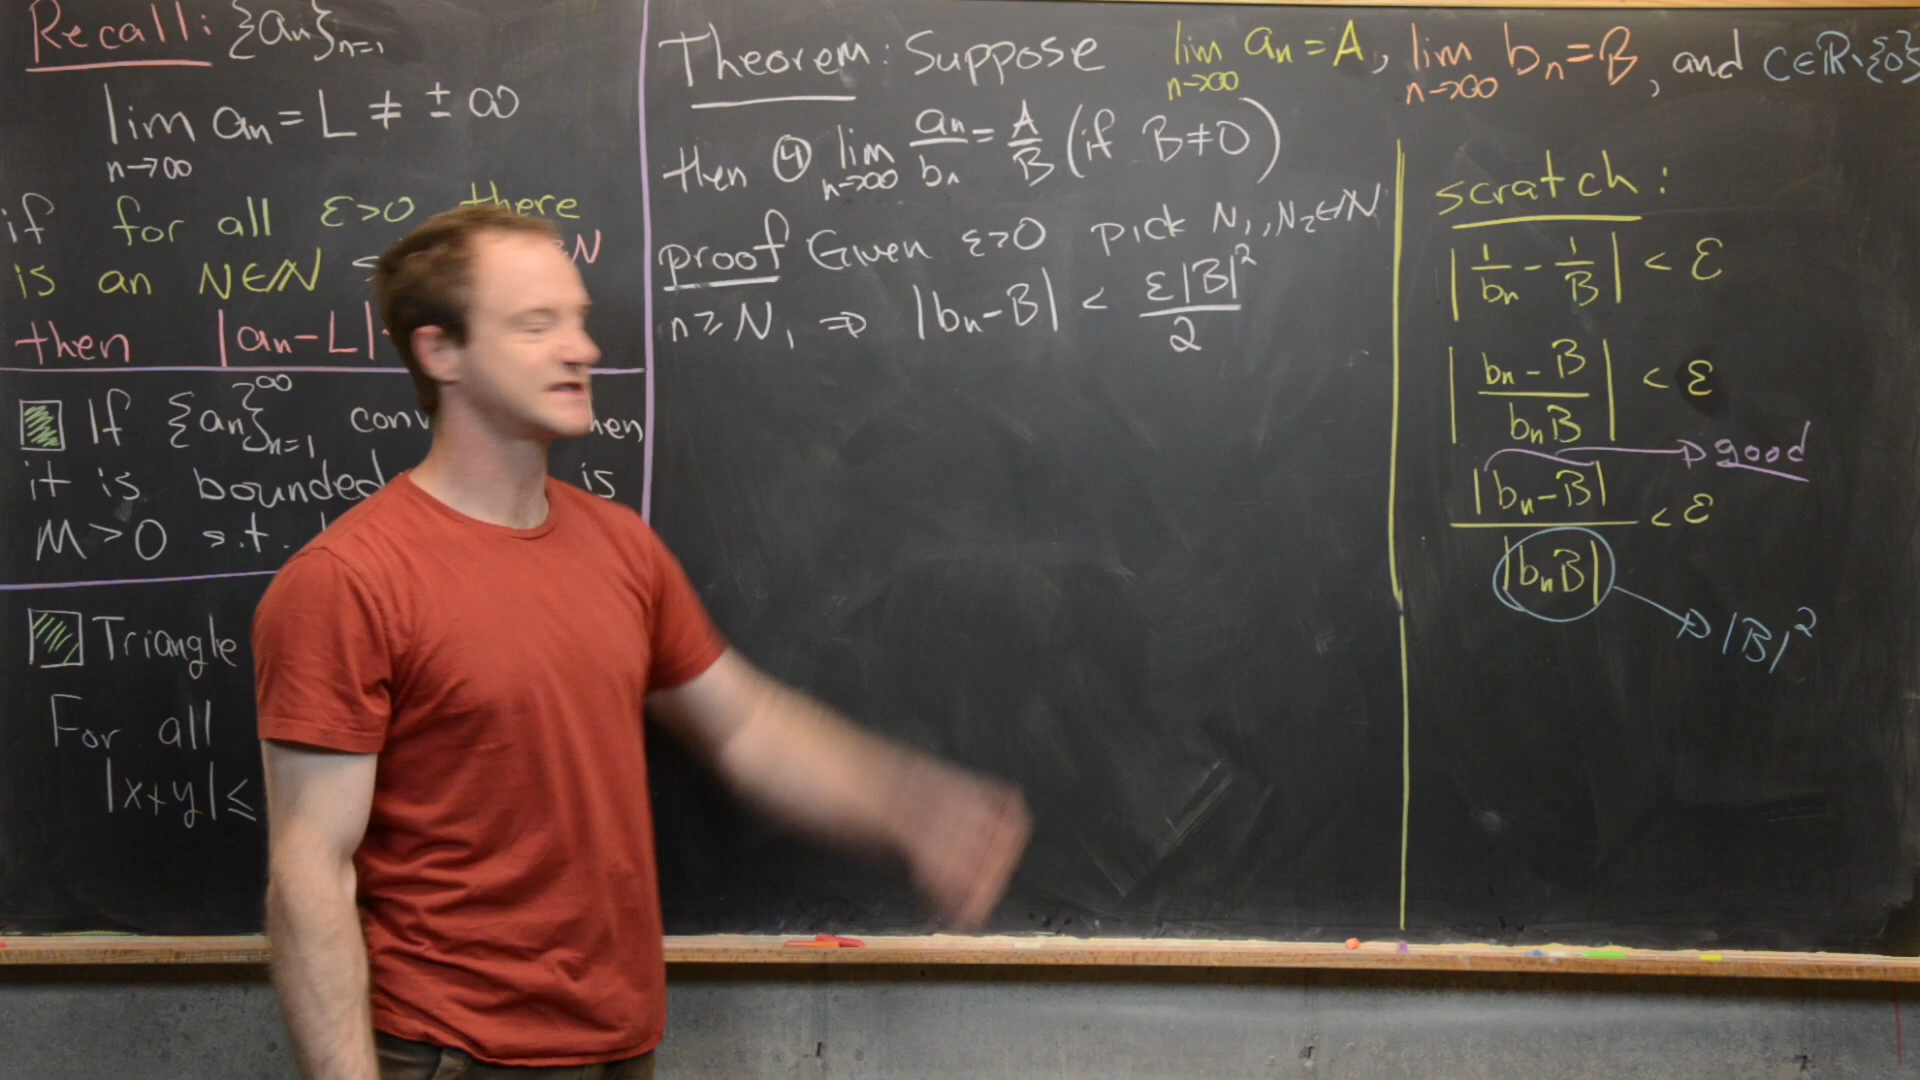 Recall: {an}n=1
lim an = L ≠ ± ∞
n→∞
if for all ε>0 there
is an N∈ℕ N
then |an-L|
If {an}∞n=1 conv hen
it is bounded is
M>0 s.t.
Triangle
For all
|x+y|≤
Theorem: Suppose lim an = A, lim bn = B, and c∈ℝ\{0}
n→∞ n→∞
then ④ lim an/bn = A/B (if B≠0)
n→∞
proof Given ε>0 pick N1, N2∈ℕ
n≥N1 ⇒ |bn-B| < ε|B|²/2
scratch:
|1/bn - 1/B| < ε
|(bn-B)/(bnB)| < ε
→ good
|bn-B|/|bnB| < ε
→ |B|²